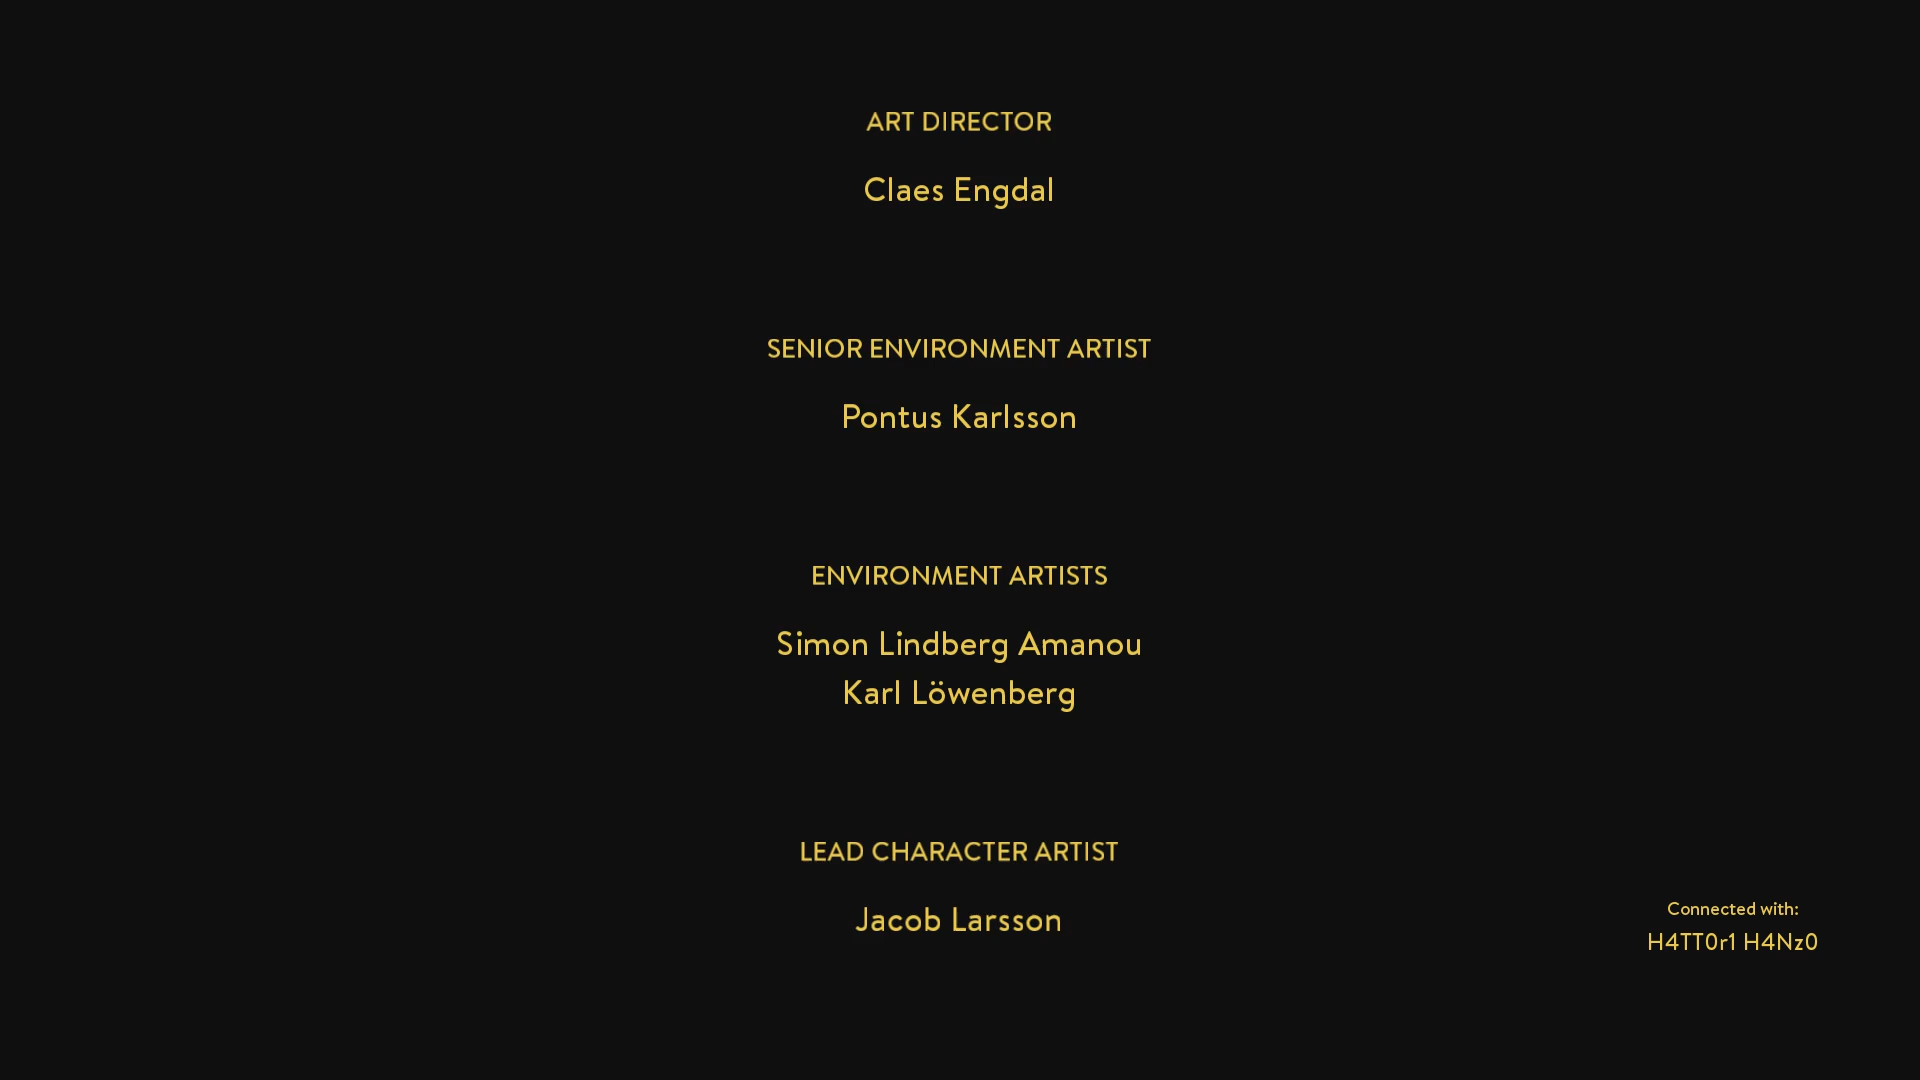 ART DIRECTOR
Claes Engdal
SENIOR ENVIRONMENT ARTIST
Pontus Karlsson
ENVIRONMENT ARTISTS
Simon Lindberg Amanou
Karl Löwenberg
LEAD CHARACTER ARTIST
Jacob Larsson
Connected with:
H4TT0r1 H4Nz0